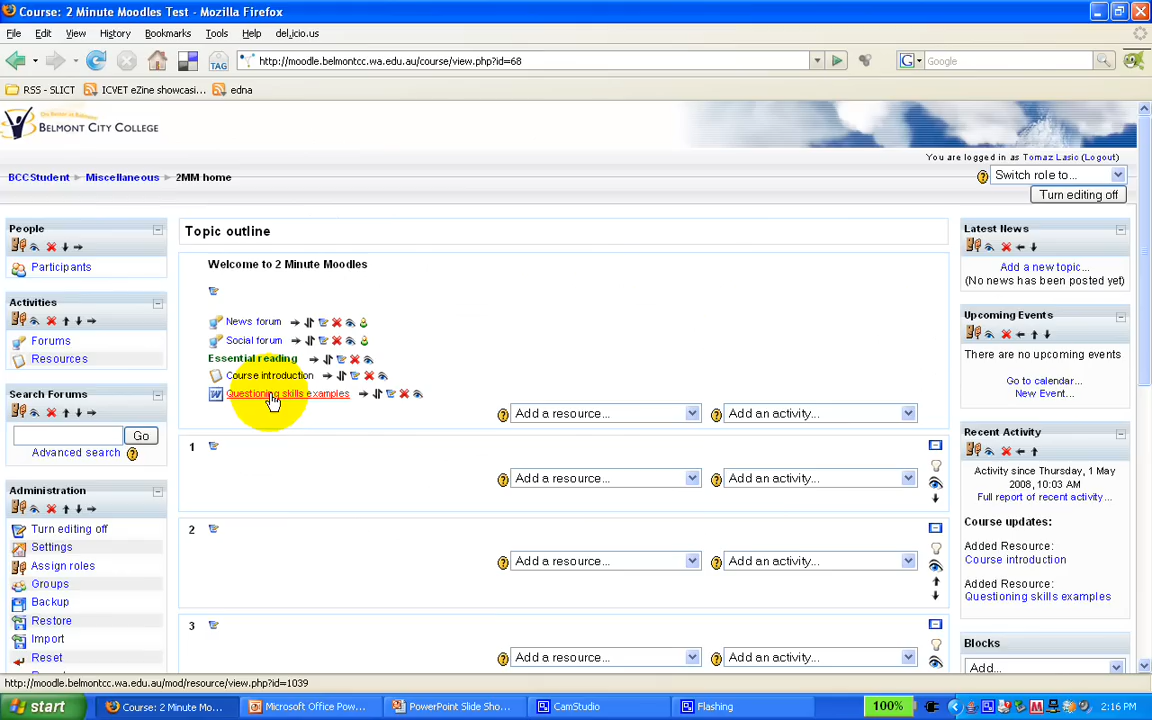 Course: 2 Minute Moodles Test - Mozilla Firefox
File Edit View History Bookmarks Tools Help del.icio.us
TAG http://moodle.belmontcc.wa.edu.au/course/view.php?id=68 G Google
RSS - SLICT ICVET eZine showcasi... edna
BELMONT CITY COLLEGE
You are logged in as Tomaz Lasic (Logout)
BCCStudent ► Miscellaneous ► 2MM home
Switch role to...
Turn editing off
People
Participants
Activities
Forums
Resources
Search Forums
Go
Advanced search
Administration
Turn editing off
Settings
Assign roles
Groups
Backup
Restore
Import
Reset
Topic outline
Welcome to 2 Minute Moodles
News forum
Social forum
Essential reading
Course introduction
Questioning skills examples
Add a resource... Add an activity...
1
Add a resource... Add an activity...
2
Add a resource... Add an activity...
3
Add a resource... Add an activity...
Latest News
Add a new topic...
(No news has been posted yet)
Upcoming Events
There are no upcoming events
Go to calendar...
New Event...
Recent Activity
Activity since Thursday, 1 May
2008, 10:03 AM
Full report of recent activity...
Course updates:
Added Resource:
Course introduction
Added Resource:
Questioning skills examples
Blocks
Add...
http://moodle.belmontcc.wa.edu.au/mod/resource/view.php?id=1039
start Course: 2 Minute Mo... Microsoft Office Pow... PowerPoint Slide Sho... CamStudio Flashing 100% 2:16 PM